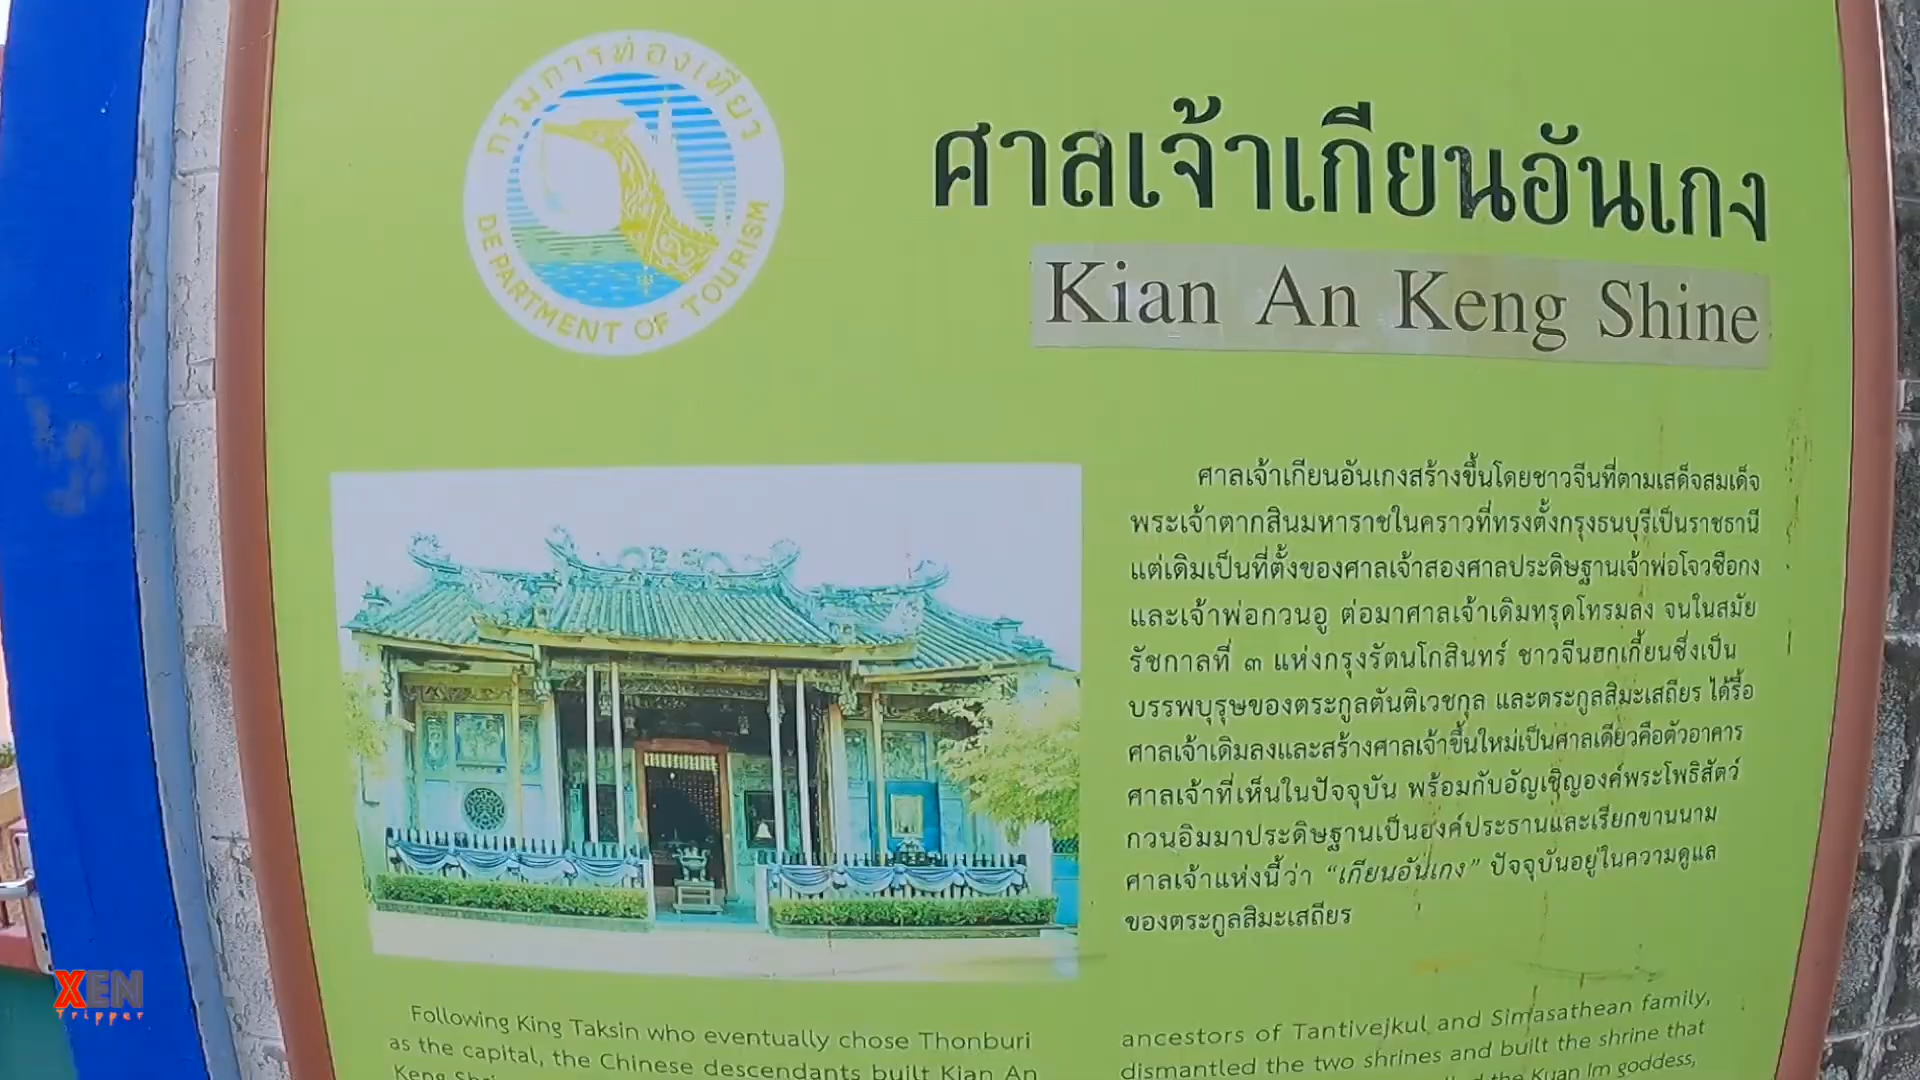 กรมการท่องเที่ยว
DEPARTMENT OF TOURISM
ศาลเจ้าเกียนอันเกง
Kian An Keng Shine
ศาลเจ้าเกียนอันเกงสร้างขึ้นโดยชาวจีนที่ตามเสด็จสมเด็จ
พระเจ้าตากสินมหาราชในคราวที่ทรงตั้งกรุงธนบุรีเป็นราชธานี
แต่เดิมเป็นที่ตั้งของศาลเจ้าสองศาลประดิษฐานเจ้าพ่อโจวซือกง
และเจ้าพ่อกวนอู ต่อมาศาลเจ้าเดิมทรุดโทรมลง จนในสมัย
รัชกาลที่ ๓ แห่งกรุงรัตนโกสินทร์ ชาวจีนฮกเกี้ยนซึ่งเป็น
บรรพบุรุษของตระกูลตันติเวชกุล และตระกูลสิมะเสถียร ได้รื้อ
ศาลเจ้าเดิมลงและสร้างศาลเจ้าขึ้นใหม่เป็นศาลเดียวคือตัวอาคาร
ศาลเจ้าที่เห็นในปัจจุบัน พร้อมกับอัญเชิญองค์พระโพธิสัตว์
กวนอิมมาประดิษฐานเป็นองค์ประธานและเรียกขานนาม
ศาลเจ้าแห่งนี้ว่า “เกียนอันเกง” ปัจจุบันอยู่ในความดูแล
ของตระกูลสิมะเสถียร
Following King Taksin who eventually chose Thonburi
as the capital, the Chinese descendants built Kian An
Keng
ancestors of Tantivejkul and Simasathean family,
dismantled the two shrines and built the shrine that
the Kuan Im goddess,
XEN
Tripper